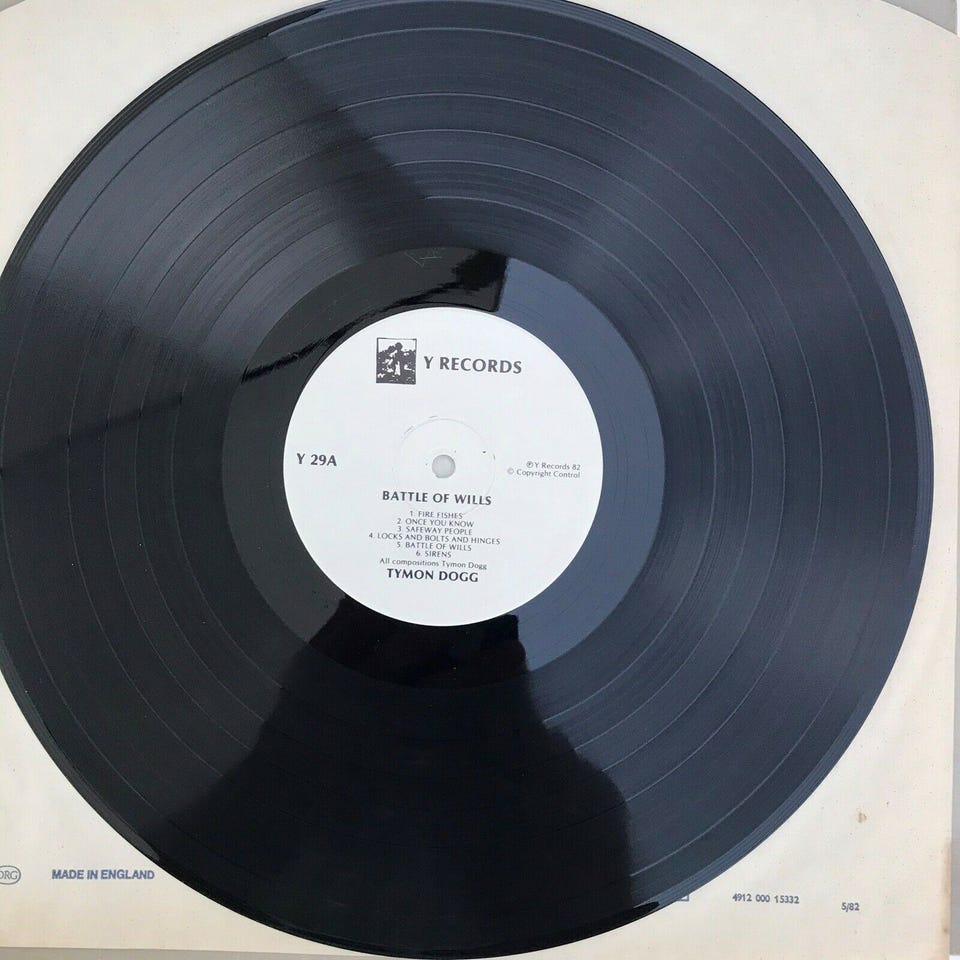 Y RECORDS
Y 29A
℗ Y Records 82
© Copyright Control
BATTLE OF WILLS
1. FIRE FISHES
2. ONCE YOU KNOW
3. SAFEWAY PEOPLE
4. LOCKS AND BOLTS AND HINGES
5. BATTLE OF WILLS
6. SIRENS
All compositions Tymon Dogg
TYMON DOGG
MADE IN ENGLAND
4912 000 15332
5/82